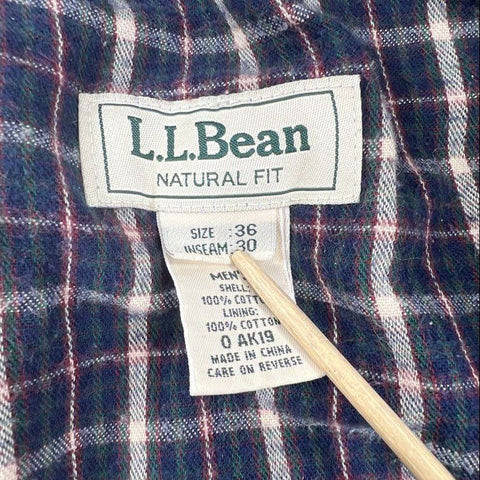 L.L.Bean
NATURAL FIT
SIZE :36
INSEAM:30
MEN'S
SHELL:
100% COTTON
LINING:
100% COTTON
0 AK19
MADE IN CHINA
CARE ON REVERSE